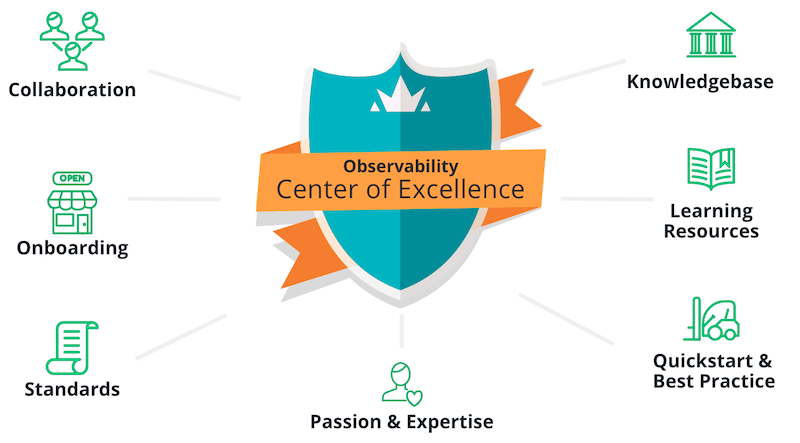 Collaboration
Knowledgebase
Observability
Center of Excellence
OPEN
Onboarding
Learning
Resources
Standards
Quickstart &
Best Practice
Passion & Expertise